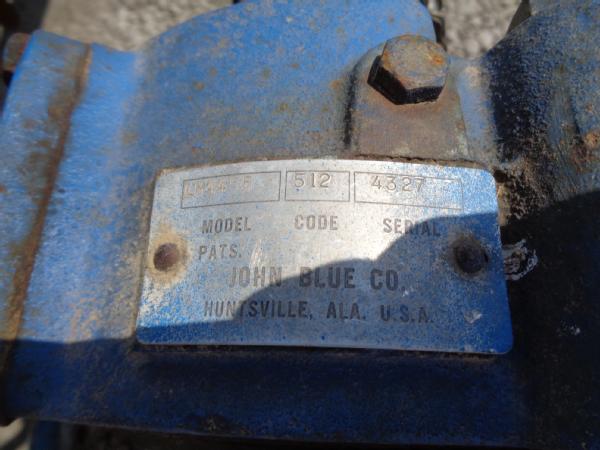 512 4327
MODEL CODE SERIAL
PATS.
JOHN BLUE CO.
HUNTSVILLE, ALA. U.S.A.